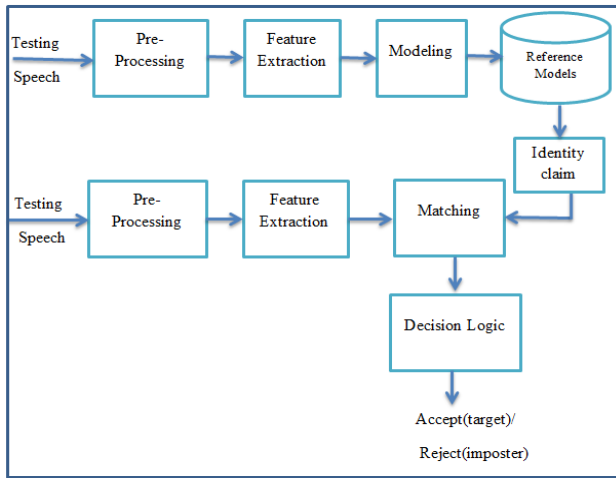 Testing
Speech
Pre-
Processing
Feature
Extraction
Modeling
Reference
Models
Identity
claim
Testing
Speech
Pre-
Processing
Feature
Extraction
Matching
Decision Logic
Accept(target)/
Reject(imposter)